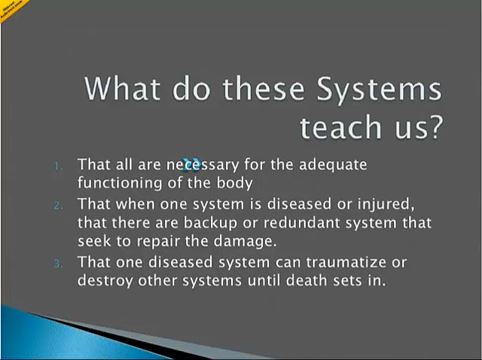 What do these Systems
teach us?
1. That all are necessary for the adequate
functioning of the body
2. That when one system is diseased or injured,
that there are backup or redundant system that
seek to repair the damage.
3. That one diseased system can traumatize or
destroy other systems until death sets in.